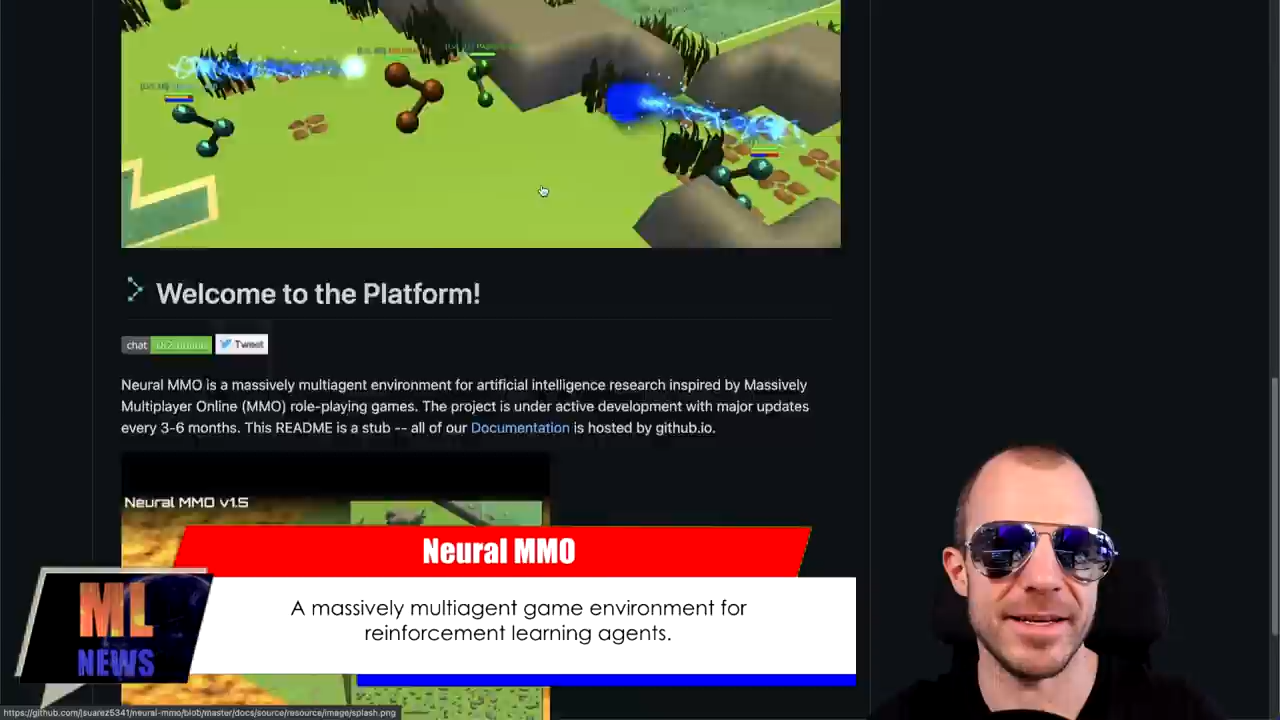 Welcome to the Platform!
chat
Tweet
Neural MMO is a massively multiagent environment for artificial intelligence research inspired by Massively
Multiplayer Online (MMO) role-playing games. The project is under active development with major updates
every 3-6 months. This README is a stub -- all of our Documentation is hosted by github.io.
Neural MMO v1.5
Neural MMO
A massively multiagent game environment for
reinforcement learning agents.
ML
NEWS
https://github.com/jsuarez5341/neural-mmo/blob/master/docs/source/resource/image/splash.png